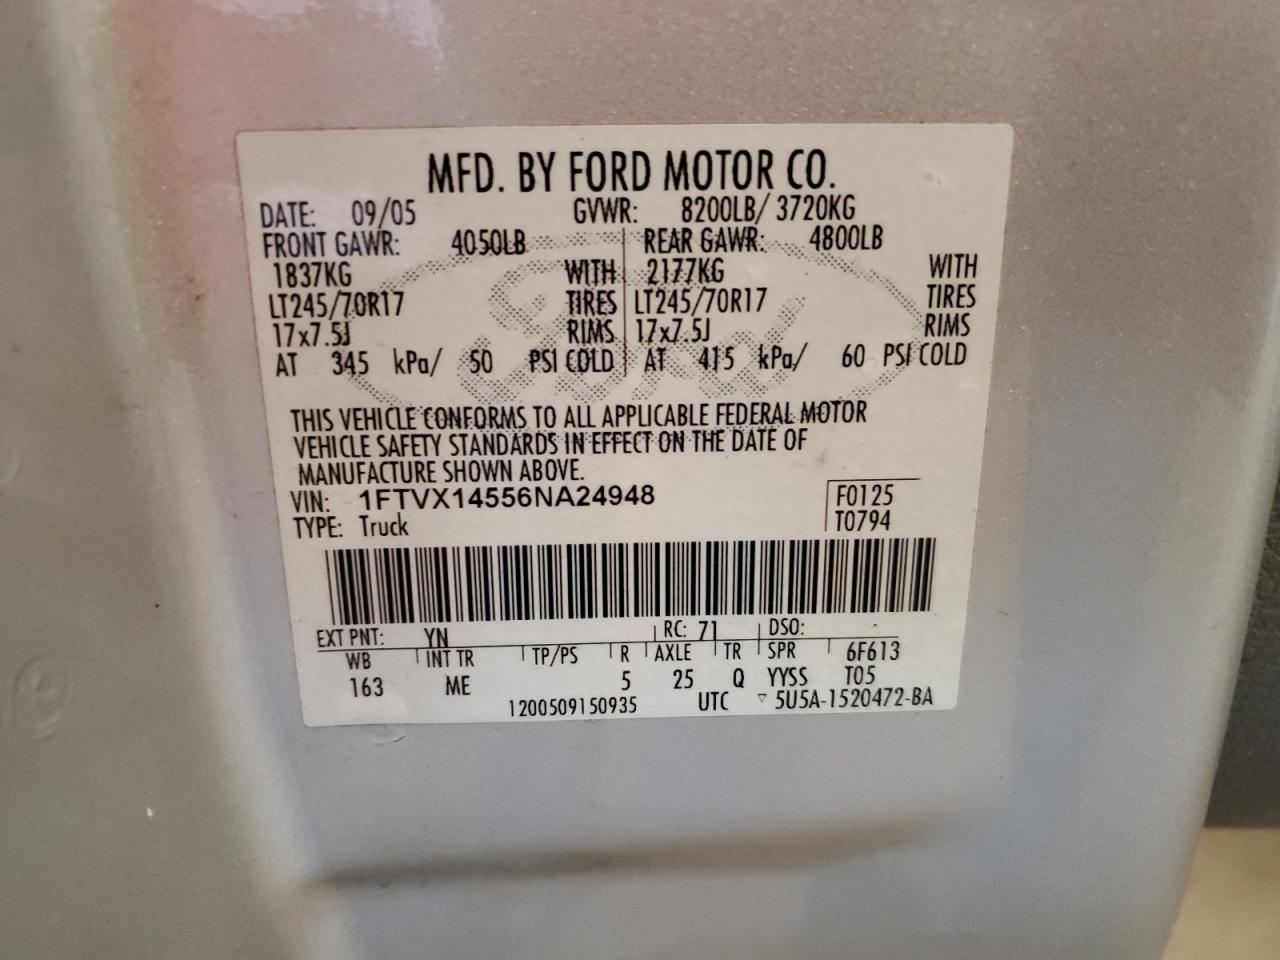 MFD. BY FORD MOTOR CO.
DATE: 09/05 GVWR: 8200LB/ 3720KG
FRONT GAWR: 4050LB REAR GAWR: 4800LB
1837KG WITH 2177KG WITH
LT245/70R17 TIRES LT245/70R17 TIRES
17x7.5J RIMS 17x7.5J RIMS
AT 345 kPa/ 50 PSI COLD AT 415 kPa/ 60 PSI COLD
THIS VEHICLE CONFORMS TO ALL APPLICABLE FEDERAL MOTOR
VEHICLE SAFETY STANDARDS IN EFFECT ON THE DATE OF
MANUFACTURE SHOWN ABOVE.
VIN: 1FTVX14556NA24948 F0125
TYPE: Truck T0794
EXT PNT: YN RC: 71 DSO:
WB INT TR TP/PS R AXLE TR SPR 6F613
163 ME 5 25 Q YYSS T05
1200509150935 UTC ▽ 5U5A-1520472-BA
Ford